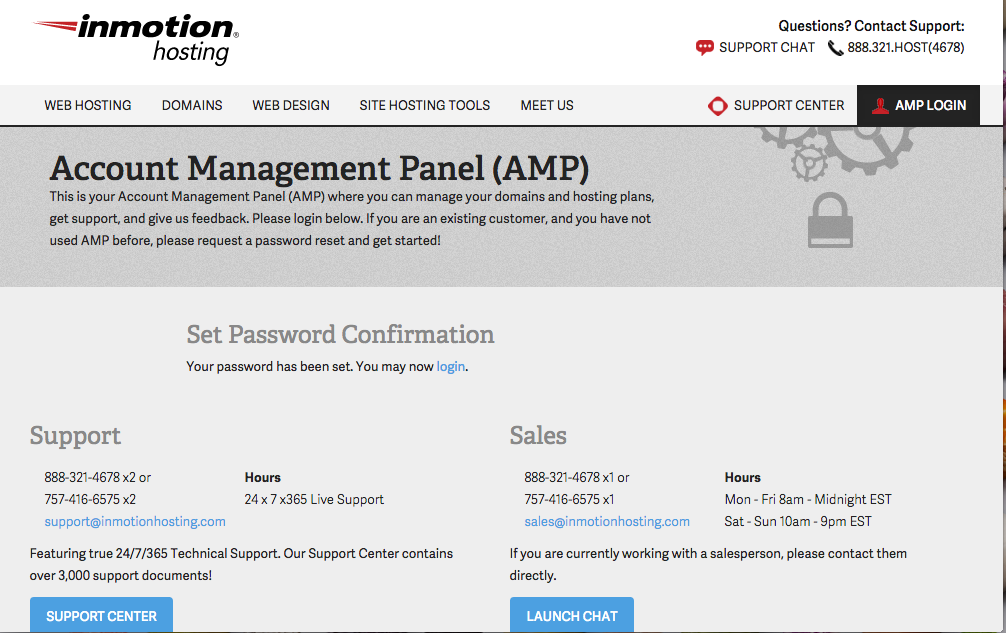 inmotion®
hosting
Questions? Contact Support:
SUPPORT CHAT 888.321.HOST(4678)
WEB HOSTING DOMAINS WEB DESIGN SITE HOSTING TOOLS MEET US SUPPORT CENTER AMP LOGIN
Account Management Panel (AMP)
This is your Account Management Panel (AMP) where you can manage your domains and hosting plans,
get support, and give us feedback. Please login below. If you are an existing customer, and you have not
used AMP before, please request a password reset and get started!
Set Password Confirmation
Your password has been set. You may now login.
Support
888-321-4678 x2 or
757-416-6575 x2
support@inmotionhosting.com
Hours
24 x 7 x365 Live Support
Featuring true 24/7/365 Technical Support. Our Support Center contains
over 3,000 support documents!
SUPPORT CENTER
Sales
888-321-4678 x1 or
757-416-6575 x1
sales@inmotionhosting.com
Hours
Mon - Fri 8am - Midnight EST
Sat - Sun 10am - 9pm EST
If you are currently working with a salesperson, please contact them
directly.
LAUNCH CHAT